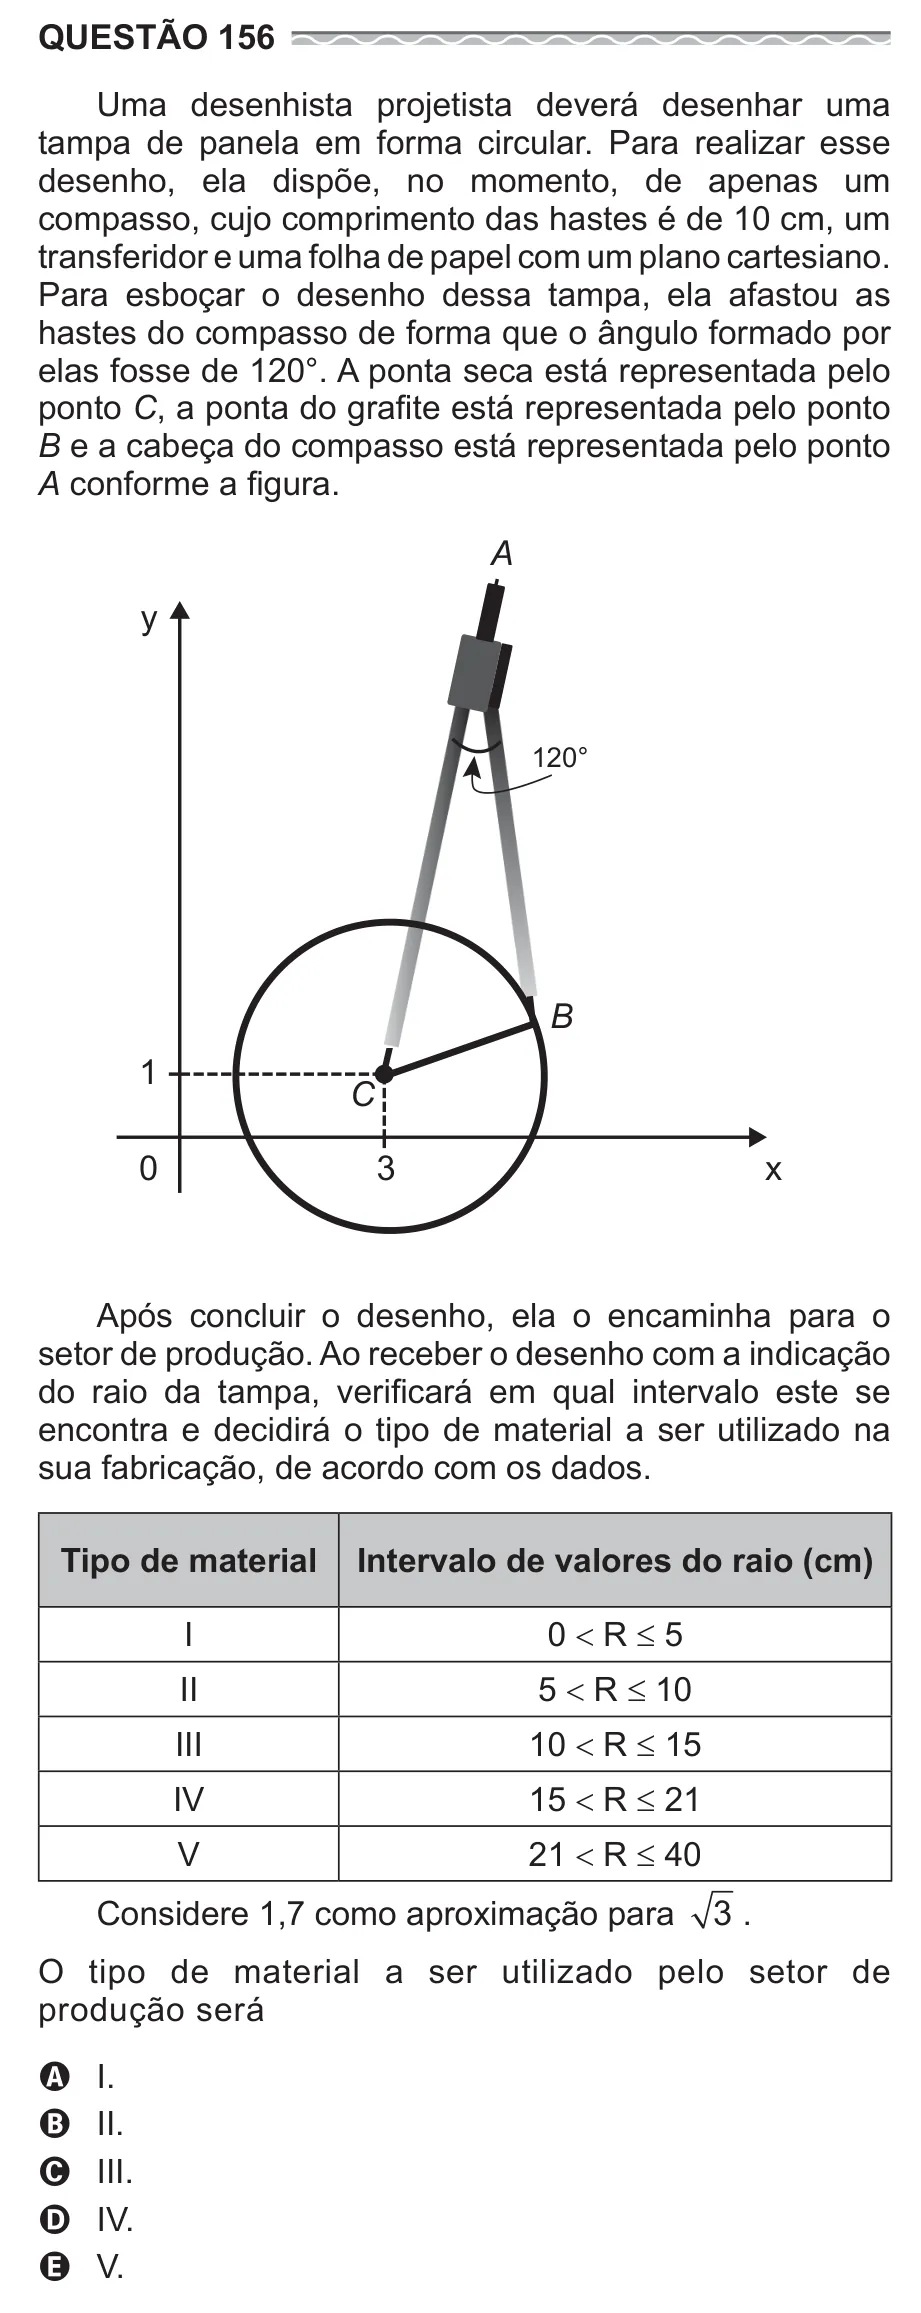 QUESTÃO 156
Uma desenhista projetista deverá desenhar uma
tampa de panela em forma circular. Para realizar esse
desenho, ela dispõe, no momento, de apenas um
compasso, cujo comprimento das hastes é de 10 cm, um
transferidor e uma folha de papel com um plano cartesiano.
Para esboçar o desenho dessa tampa, ela afastou as
hastes do compasso de forma que o ângulo formado por
elas fosse de 120°. A ponta seca está representada pelo
ponto C, a ponta do grafite está representada pelo ponto
B e a cabeça do compasso está representada pelo ponto
A conforme a figura.
A
y
120°
B
1
C
0
3
x
Após concluir o desenho, ela o encaminha para o
setor de produção. Ao receber o desenho com a indicação
do raio da tampa, verificará em qual intervalo este se
encontra e decidirá o tipo de material a ser utilizado na
sua fabricação, de acordo com os dados.
Tipo de material Intervalo de valores do raio (cm)
I 0 < R ≤ 5
II 5 < R ≤ 10
III 10 < R ≤ 15
IV 15 < R ≤ 21
V 21 < R ≤ 40
Considere 1,7 como aproximação para √3 .
O tipo de material a ser utilizado pelo setor de
produção será
A I.
B II.
C III.
D IV.
E V.